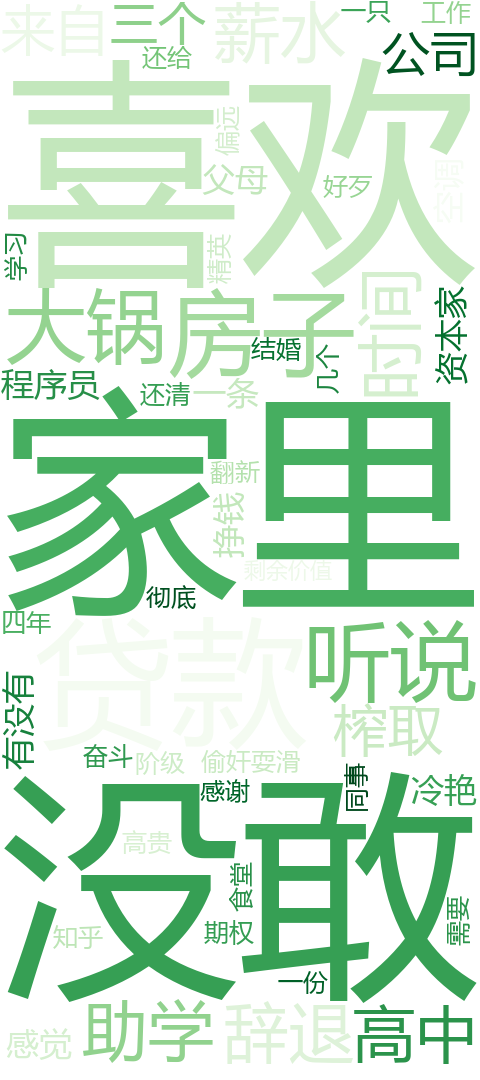 来自 三个 薪水 一只 工作
还给 公司
喜欢
偏远
父母 好歹 空调
学习 精英
大锅 房子 时间 资本家
结婚
程序员 还清 一条 几个
家里
翻新
挣钱
剩余价值
彻底
四年
贷款 听说
有没有 榨取
奋斗 阶级 偷奸耍滑
感谢 同事 冷艳
没敢
高贵
食堂
知乎 期权 需要
一份
感觉 助学 辞退 高中